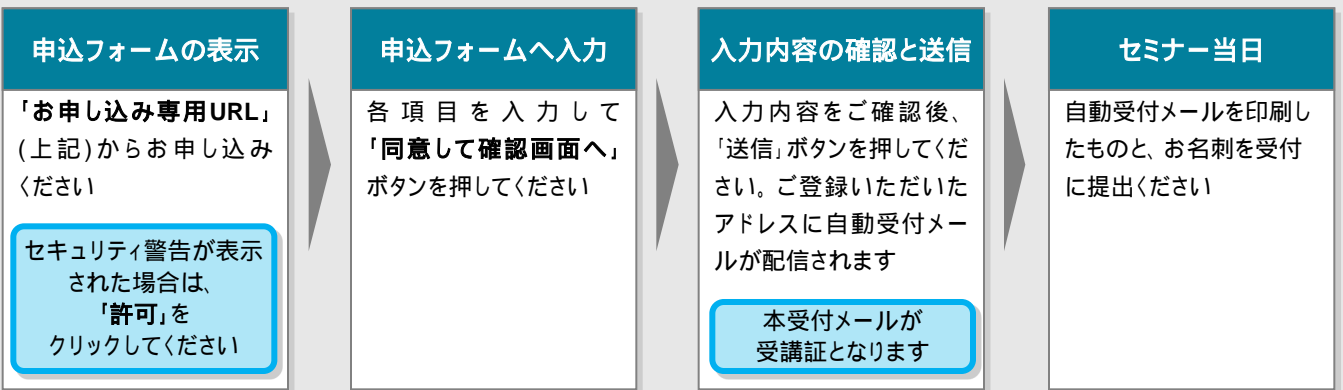 申込フォームの表示
「お申し込み専用URL」
(上記)からお申し込み
ください
セキュリティ警告が表示
された場合は、
「許可」を
クリックしてください
申込フォームへ入力
各項目を入力して
「同意して確認画面へ」
ボタンを押してください
入力内容の確認と送信
入力内容をご確認後、
「送信」ボタンを押してくだ
さい。ご登録いただいた
アドレスに自動受付メー
ルが配信されます
本受付メールが
受講証となります
セミナー当日
自動受付メールを印刷し
たものと、お名刺を受付
に提出ください